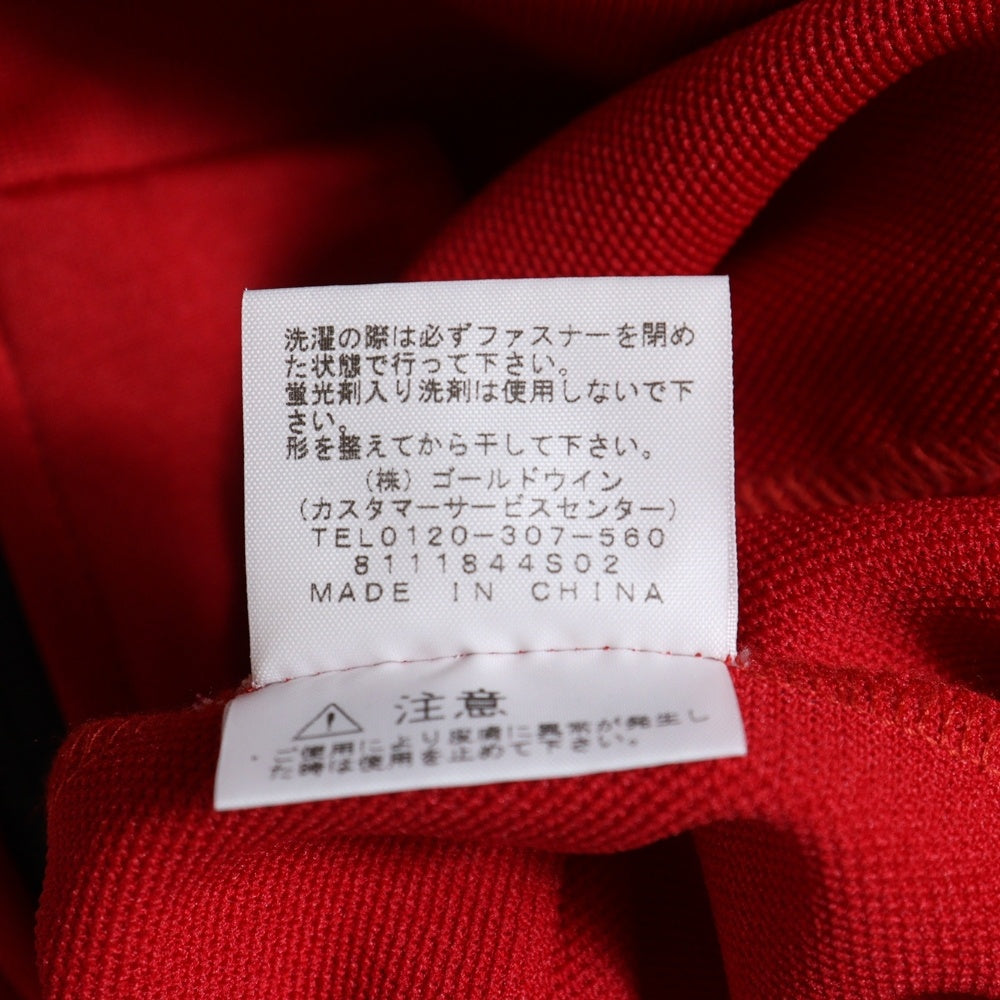 洗濯の際は必ずファスナーを閉め
た状態で行って下さい。
蛍光剤入り洗剤は使用しないで下
さい。
形を整えてから干して下さい。
(株)ゴールドウイン
(カスタマーサービスセンター)
TEL0120-307-560
8111844S02
MADE IN CHINA
注意
ご使用により皮膚に異常が発生し
た時は使用を止めて下さい。